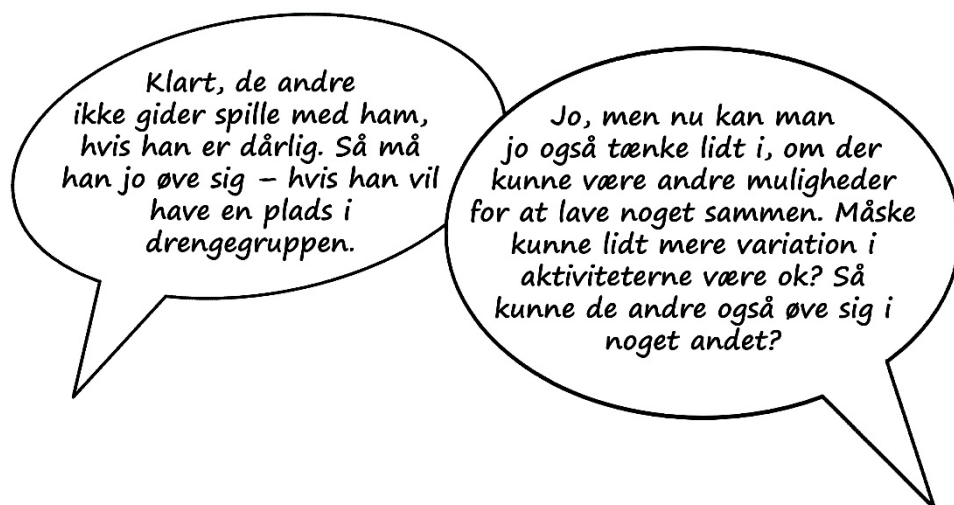 Klart, de andre
ikke gider spille med ham,
hvis han er dårlig. Så må
han jo øve sig – hvis han vil
have en plads i
drengegruppen.
Jo, men nu kan man
jo også tænke lidt i, om der
kunne være andre muligheder
for at lave noget sammen. Måske
kunne lidt mere variation i
aktiviteterne være ok? Så
kunne de andre også øve sig i
noget andet?